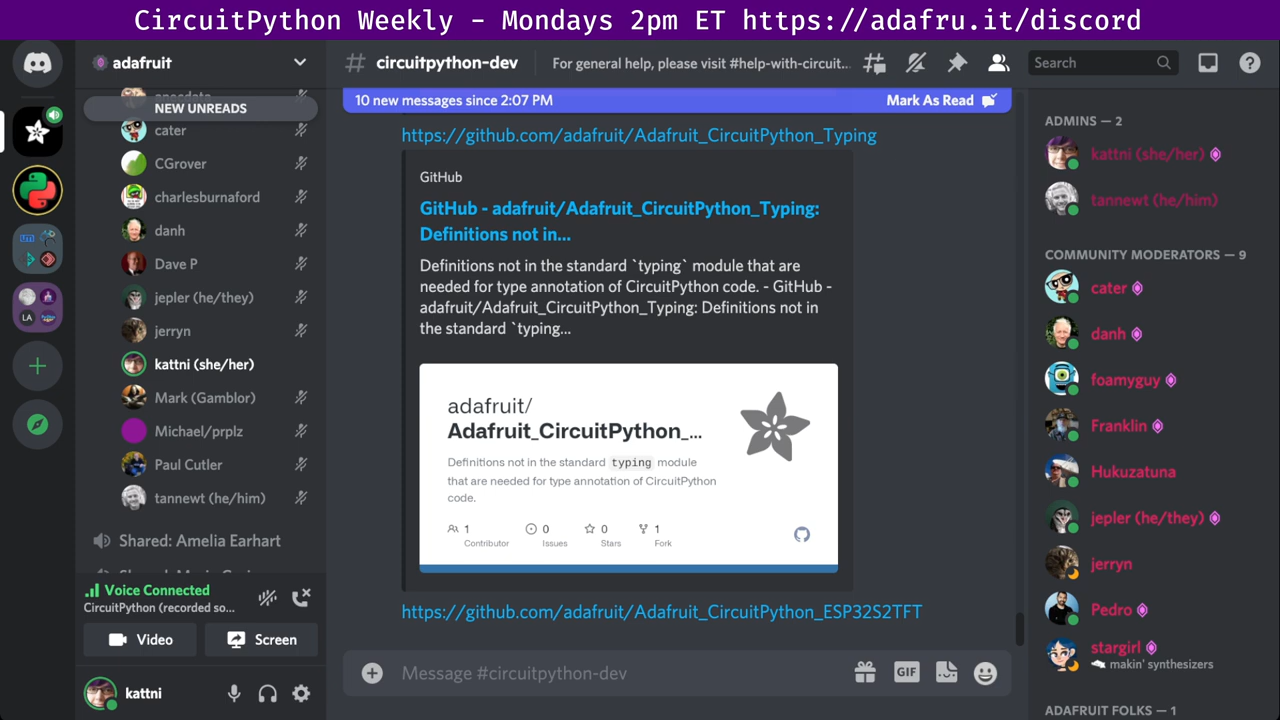 CircuitPython Weekly - Mondays 2pm ET https://adafru.it/discord
adafruit
NEW UNREADS
cater
CGrover
charlesburnaford
danh
Dave P
jepler (he/they)
jerryn
kattni (she/her)
Mark (Gamblor)
Michael/prplz
Paul Cutler
tannewt (he/him)
Shared: Amelia Earhart
Voice Connected
CircuitPython (recorded so...
Video
Screen
kattni
LA
circuitpython-dev
For general help, please visit #help-with-circuit...
Search
10 new messages since 2:07 PM
Mark As Read
https://github.com/adafruit/Adafruit_CircuitPython_Typing
GitHub
GitHub - adafruit/Adafruit_CircuitPython_Typing:
Definitions not in...
Definitions not in the standard `typing` module that are
needed for type annotation of CircuitPython code. - GitHub -
adafruit/Adafruit_CircuitPython_Typing: Definitions not in
the standard `typing...
adafruit/
Adafruit_CircuitPython_...
Definitions not in the standard typing module
that are needed for type annotation of CircuitPython
code.
1 Contributor
0 Issues
0 Stars
1 Fork
https://github.com/adafruit/Adafruit_CircuitPython_ESP32S2TFT
Message #circuitpython-dev
GIF
ADMINS — 2
kattni (she/her)
tannewt (he/him)
COMMUNITY MODERATORS — 9
cater
danh
foamyguy
Franklin
Hukuzatuna
jepler (he/they)
jerryn
Pedro
stargirl
makin' synthesizers
ADAFRUIT FOLKS — 1